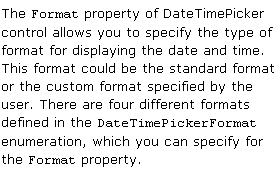 The Format property of DateTimePicker
control allows you to specify the type of
format for displaying the date and time.
This format could be the standard format
or the custom format specified by the
user. There are four different formats
defined in the DateTimePickerFormat
enumeration, which you can specify for
the Format property.